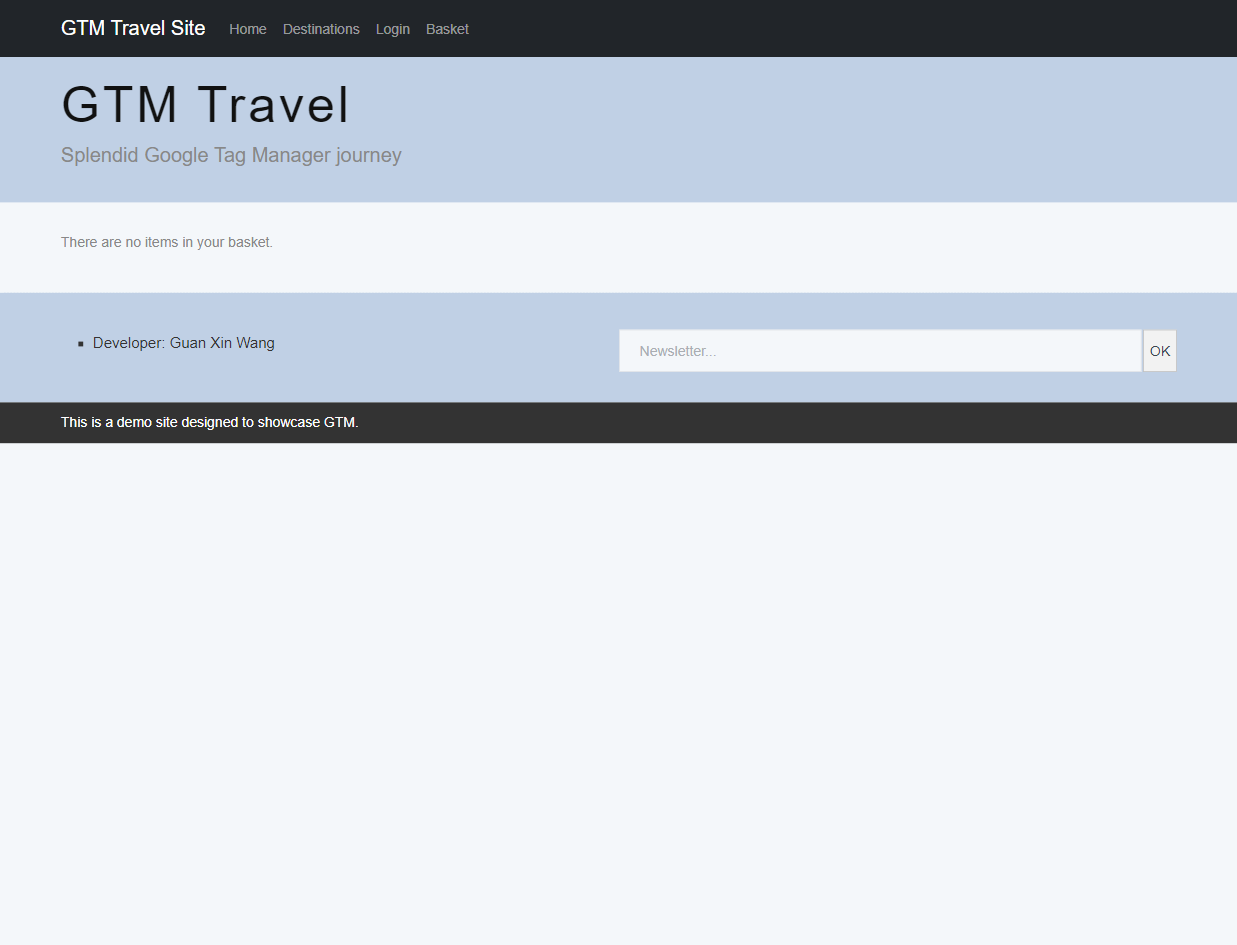 GTM Travel Site Home Destinations Login Basket
GTM Travel
Splendid Google Tag Manager journey
There are no items in your basket.
Developer: Guan Xin Wang
Newsletter... OK
This is a demo site designed to showcase GTM.